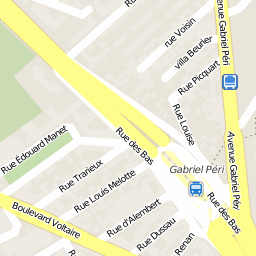 Avenue Gabriel Péri
rue Voisin
villa Beurier
Rue Picquart
Rue Louise
Avenue Gabriel Péri
Rue des Bas
Rue Édouard Manet
Gabriel Péri
Rue Trarieux
Rue Louis Melotte
Rue des Bas
Boulevard Voltaire
Rue d'Alembert
Rue Dussau
Renan